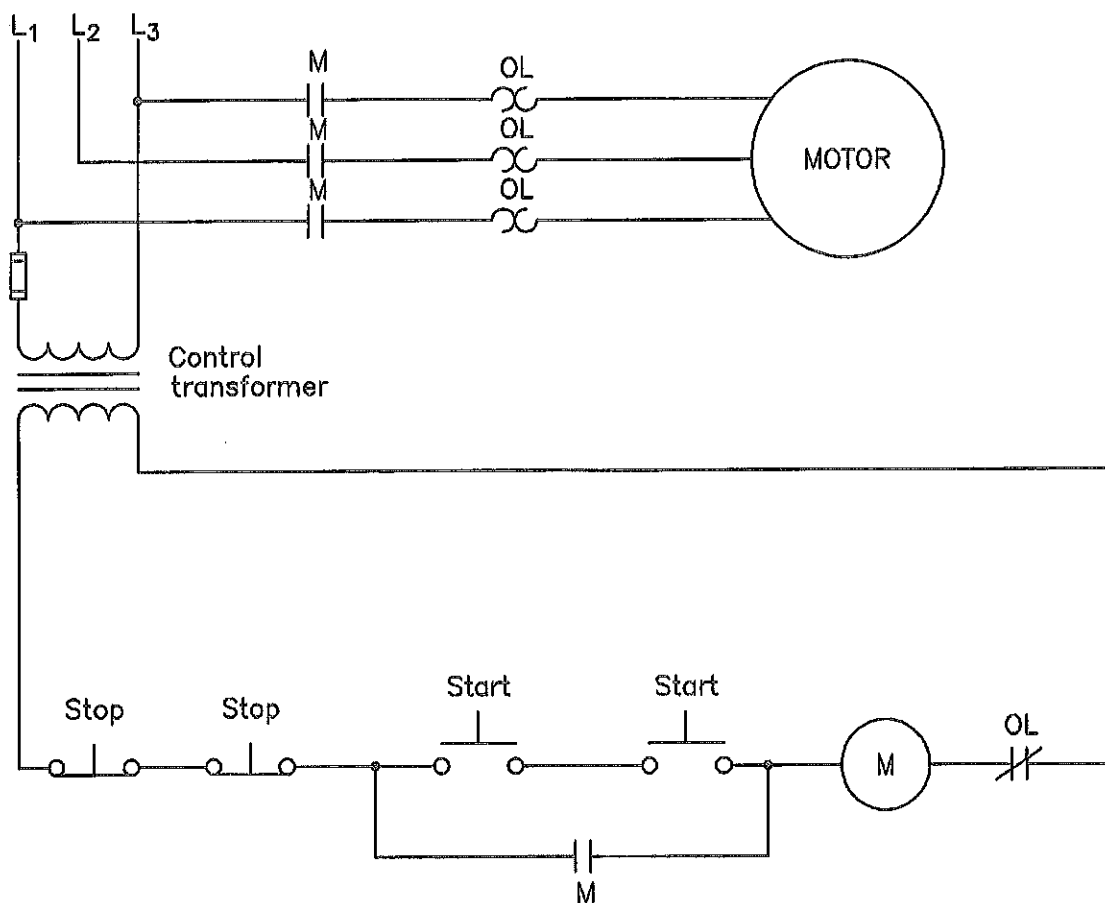 L1 L2 L3
M
OL
M
OL
M
OL
MOTOR
Control
transformer
Stop
Stop
Start
Start
M
OL
M